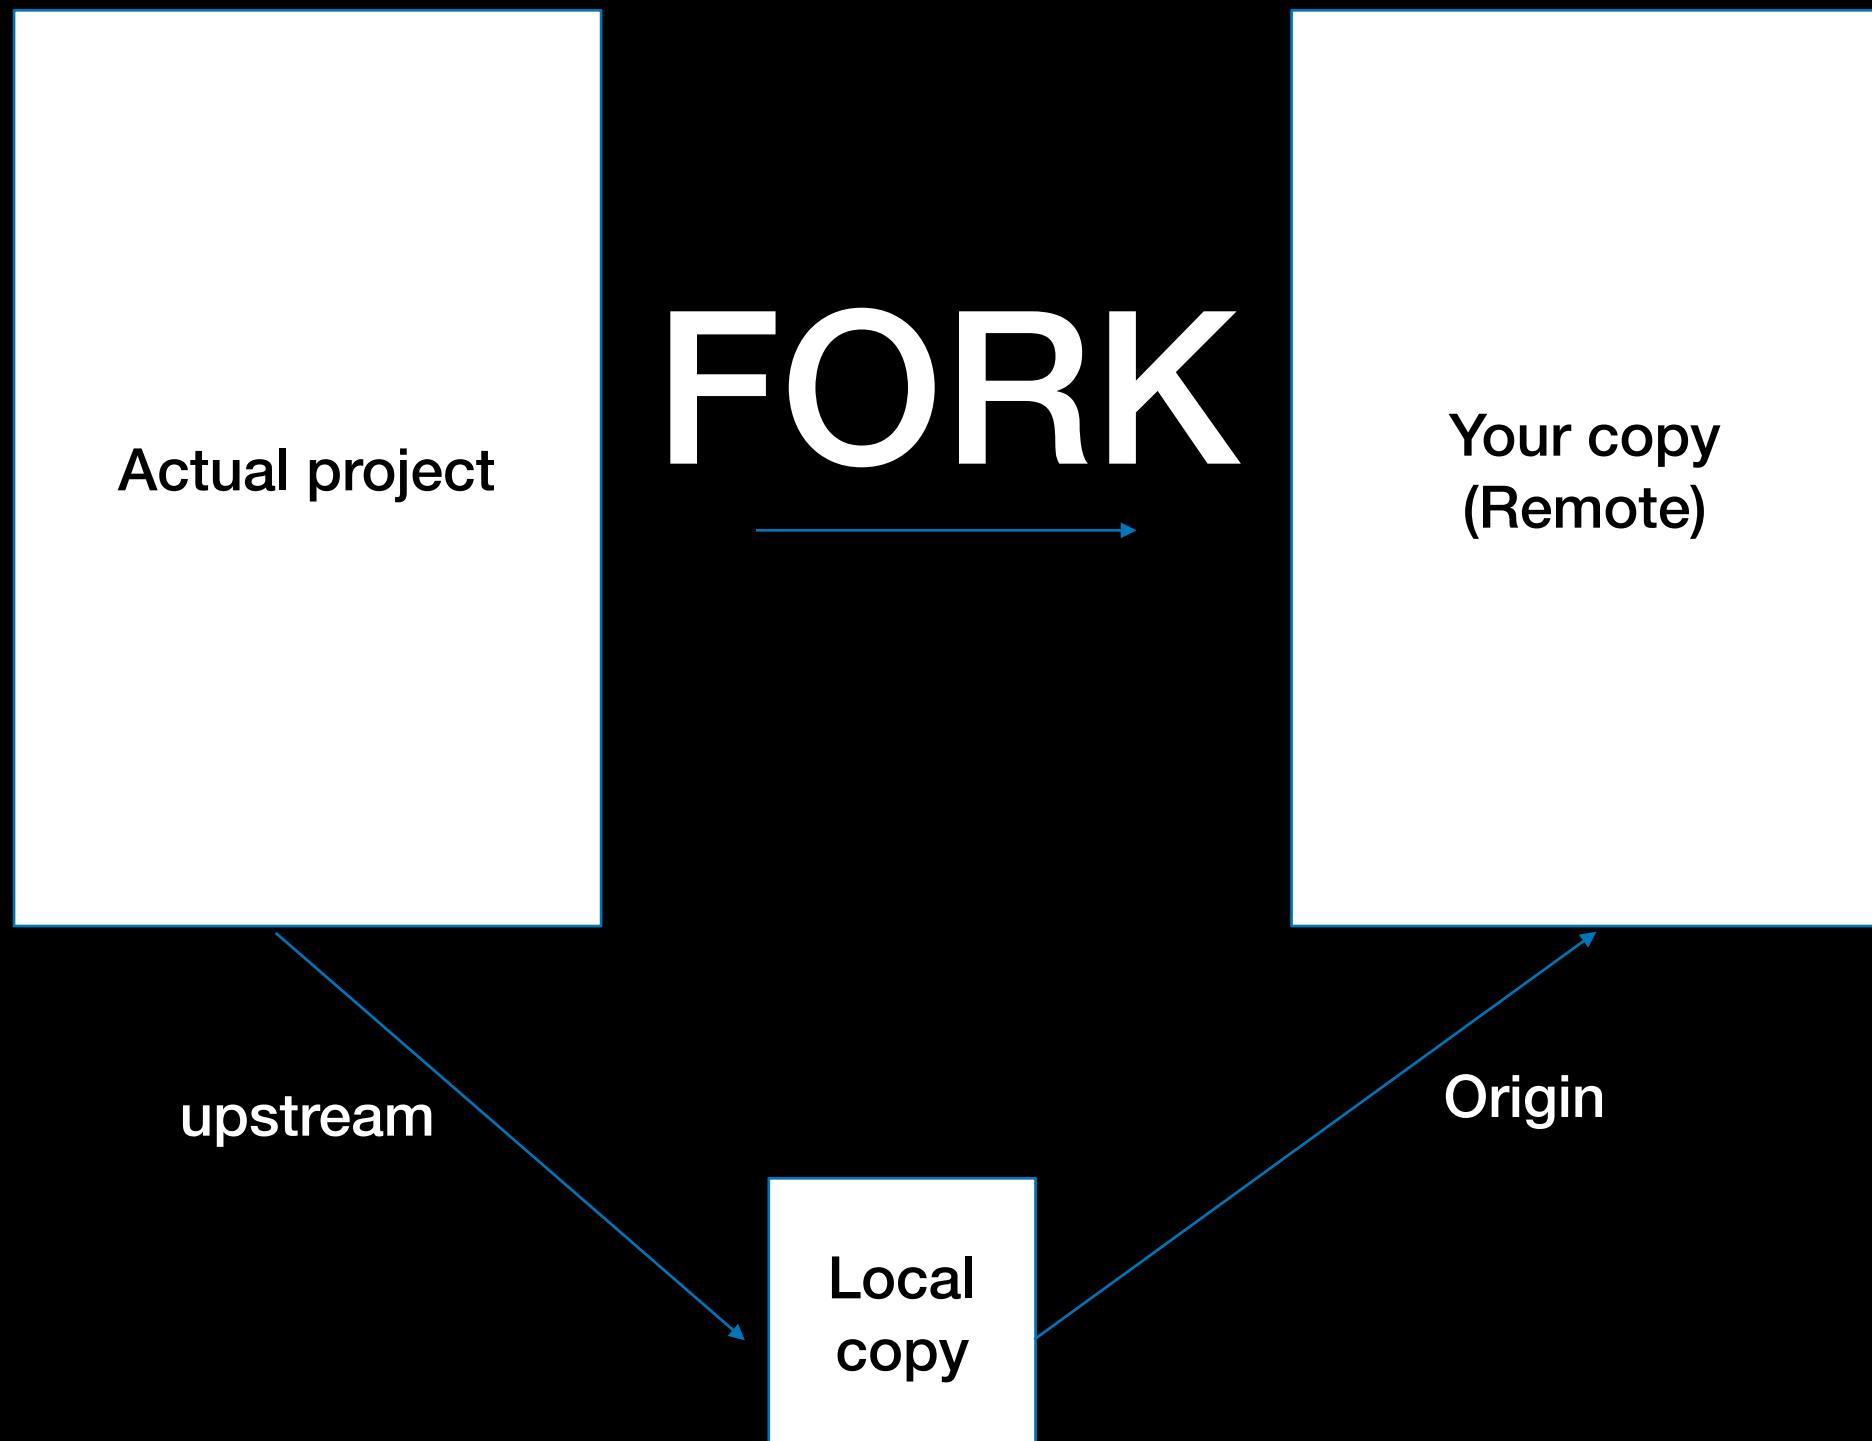 FORK
Actual project
Your copy
(Remote)
upstream
Origin
Local
copy